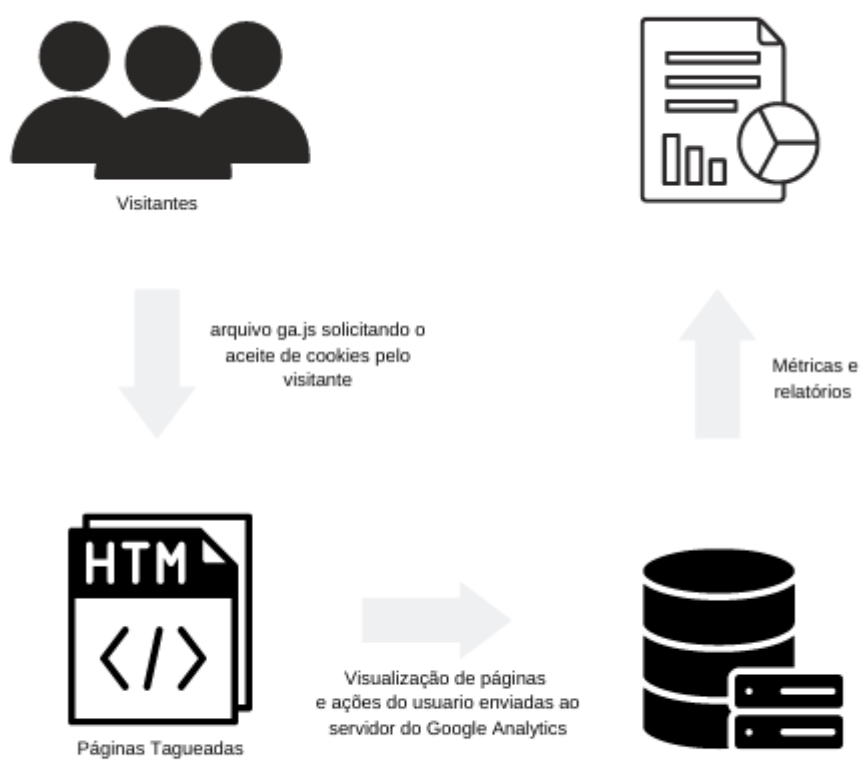 Visitantes
arquivo ga.js solicitando o
aceite de cookies pelo
visitante
HTM
</>
Páginas Tagueadas
Visualização de páginas
e ações do usuario enviadas ao
servidor do Google Analytics
Métricas e
relatórios